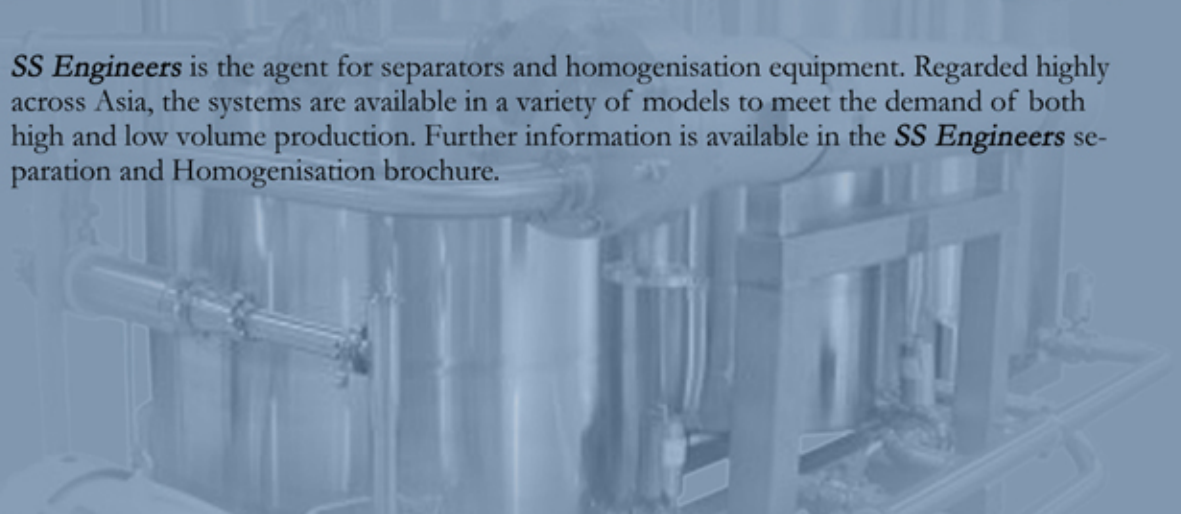 SS Engineers is the agent for separators and homogenisation equipment. Regarded highly
across Asia, the systems are available in a variety of models to meet the demand of both
high and low volume production. Further information is available in the SS Engineers se-
paration and Homogenisation brochure.